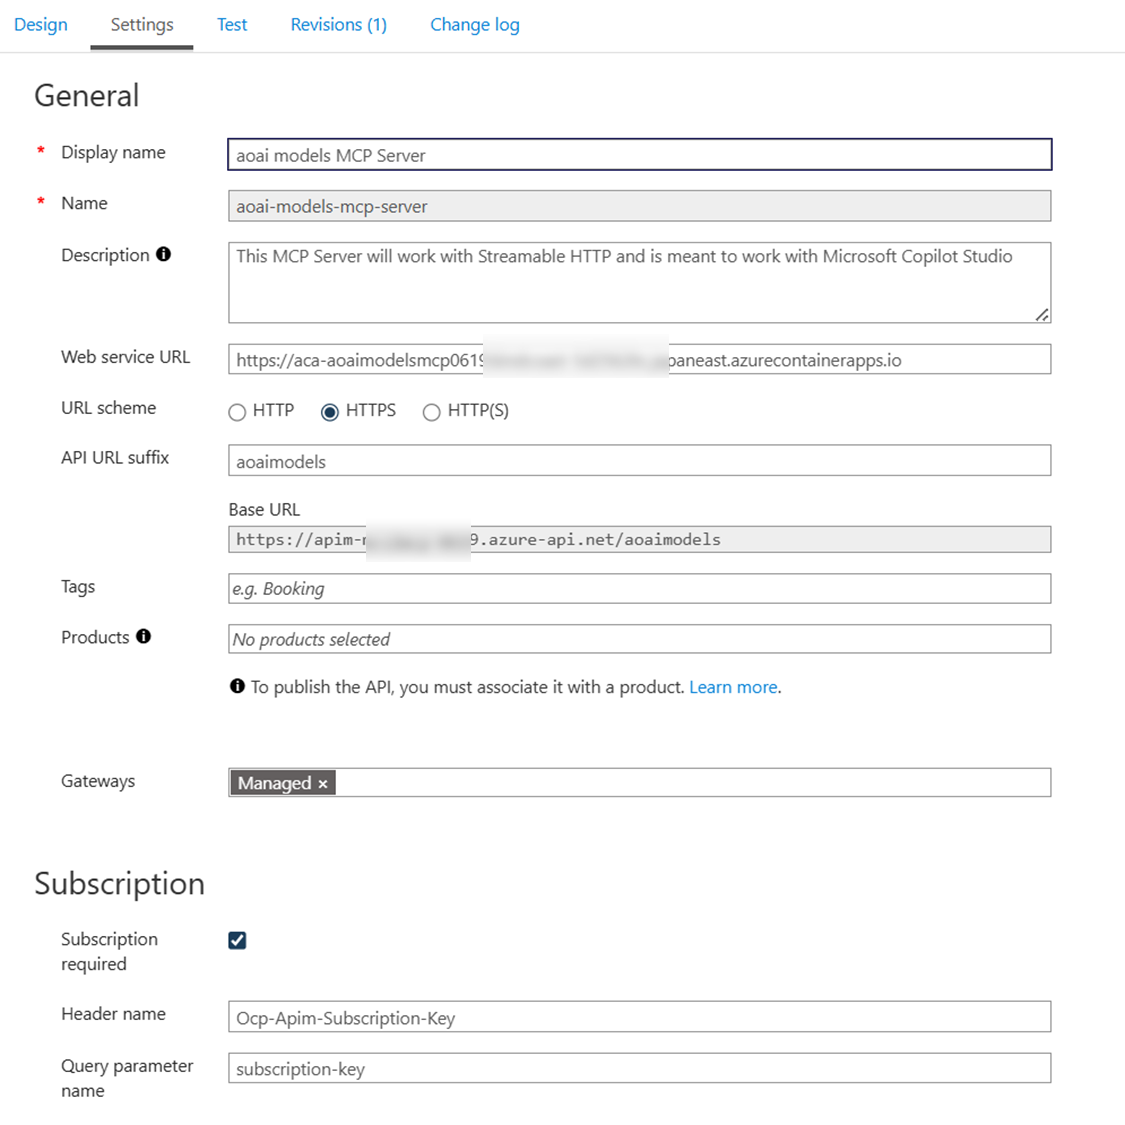 Design Settings Test Revisions (1) Change log
General
* Display name aoai models MCP Server
* Name aoai-models-mcp-server
Description This MCP Server will work with Streamable HTTP and is meant to work with Microsoft Copilot Studio
Web service URL https://aca-aoaimodelsmcp0619 paneast.azurecontainerapps.io
URL scheme HTTP HTTPS HTTP(S)
API URL suffix aoaimodels
Base URL
https://apim- 9.azure-api.net/aoaimodels
Tags e.g. Booking
Products No products selected
To publish the API, you must associate it with a product. Learn more.
Gateways Managed ×
Subscription
Subscription
required
Header name Ocp-Apim-Subscription-Key
Query parameter
name
subscription-key